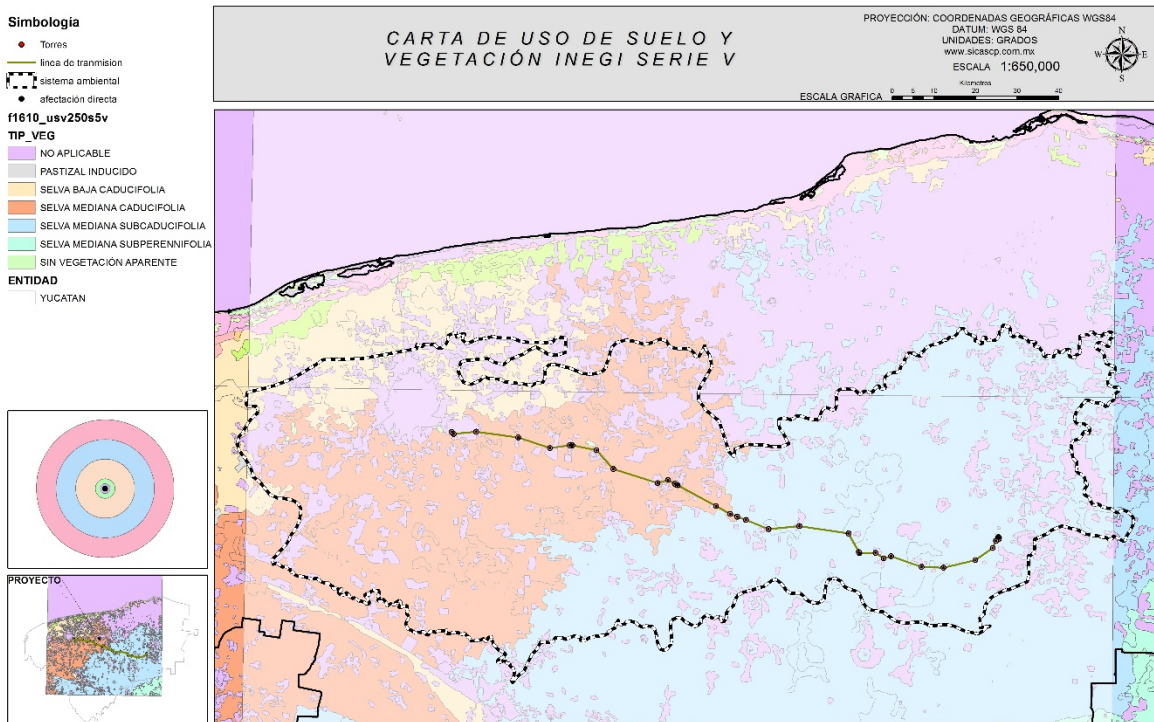 Simbología
Torres
linea de tranmision
sistema ambiental
afectación directa
f1610_usv250s5v
TIP_VEG
NO APLICABLE
PASTIZAL INDUCIDO
SELVA BAJA CADUCIFOLIA
SELVA MEDIANA CADUCIFOLIA
SELVA MEDIANA SUBCADUCIFOLIA
SELVA MEDIANA SUBPERENNIFOLIA
SIN VEGETACIÓN APARENTE
ENTIDAD
YUCATAN
PROYECTO
CARTA DE USO DE SUELO Y
VEGETACIÓN INEGI SERIE V
PROYECCIÓN: COORDENADAS GEOGRÁFICAS WGS84
DATUM: WGS 84
UNIDADES: GRADOS
www.sicascp.com.mx
ESCALA 1:650,000
Kilometros
ESCALA GRAFICA 0 5 10 20 30 40
N
W E
S